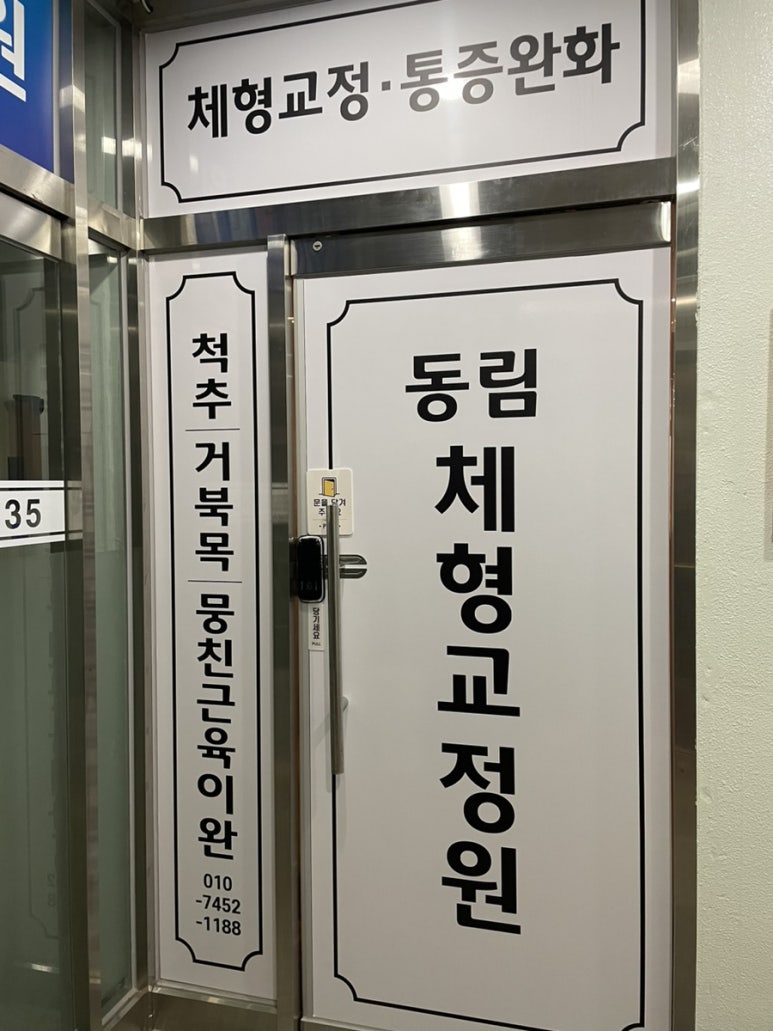 원
체형교정·통증완화
척추
거북목
뭉친근육이완
010
-7452
-1188
35
동림
체형교정원
당기세요